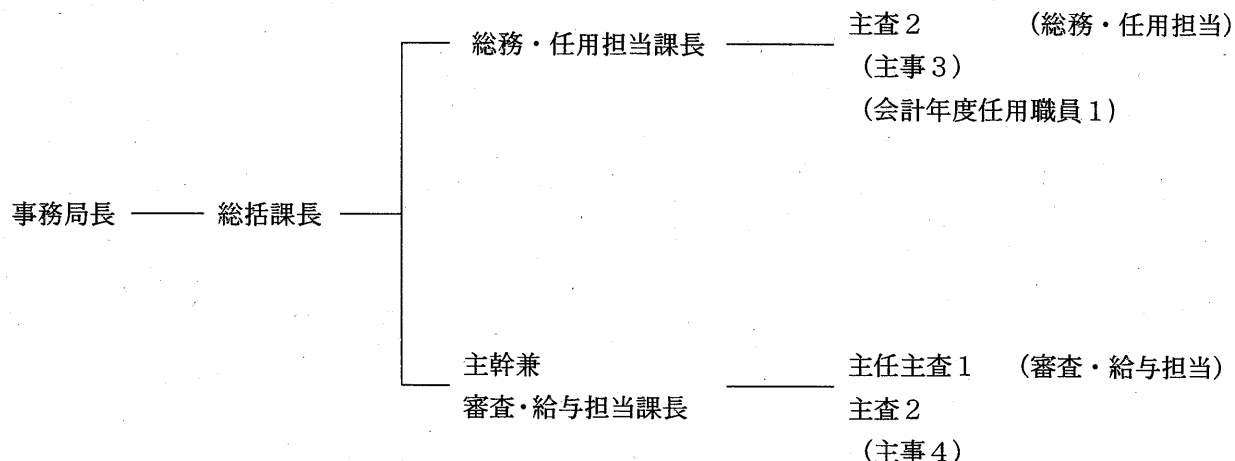 総務・任用担当課長
主査2 (総務・任用担当)
(主事3)
(会計年度任用職員1)
事務局長
総括課長
主幹兼
審査・給与担当課長
主任主査1 (審査・給与担当)
主査2
(主事4)